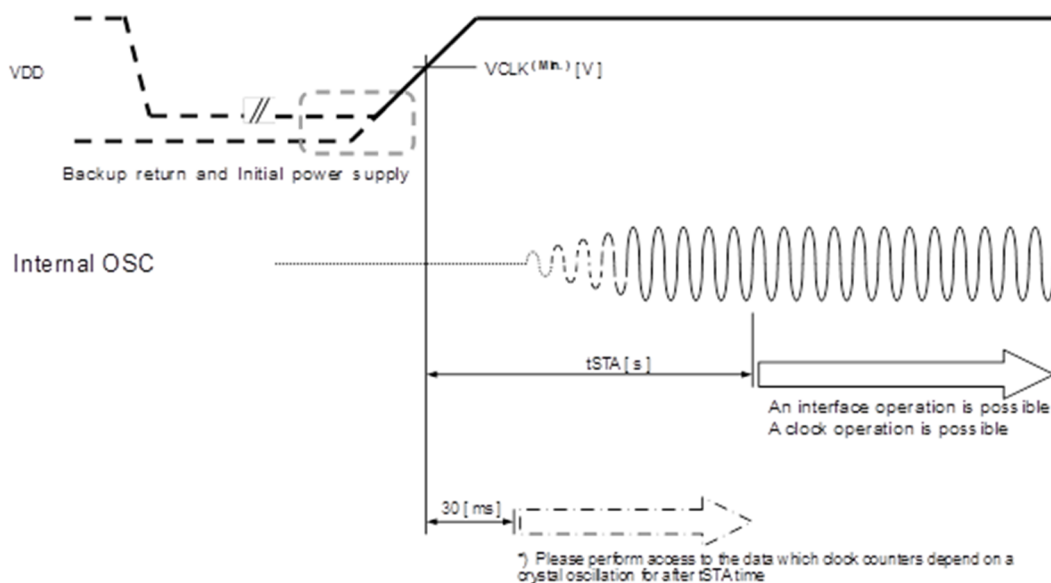 VDD
VCLK(Min.) [V]
Backup return and Initial power supply
Internal OSC
tSTA [s]
An interface operation is possible
A clock operation is possible
30 [ms]
*) Please perform access to the data which clock counters depend on a
crystal oscillation for after tSTA time